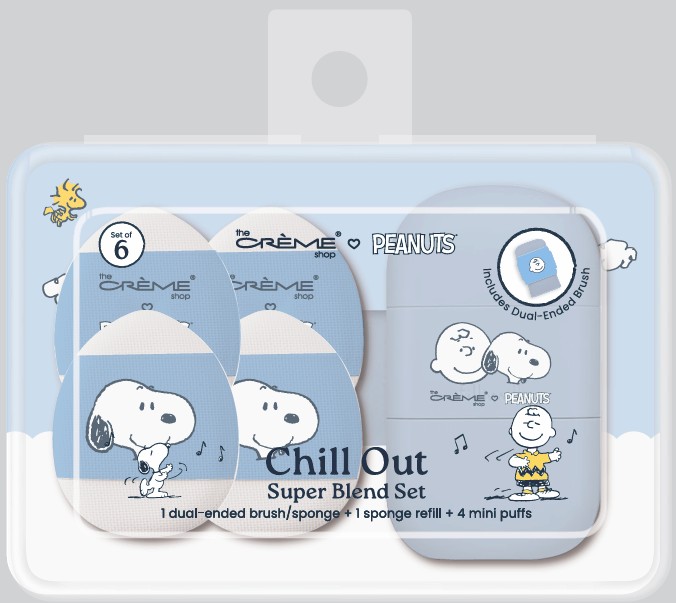 Set of
6
the
CRÈME®
shop
♡
PEANUTS®
Includes Dual-Ended Brush
the
CRÈME®
shop
the
CRÈME®
shop
the
CRÈME®
shop
♡
PEANUTS
Chill Out
Super Blend Set
1 dual-ended brush/sponge + 1 sponge refill + 4 mini puffs